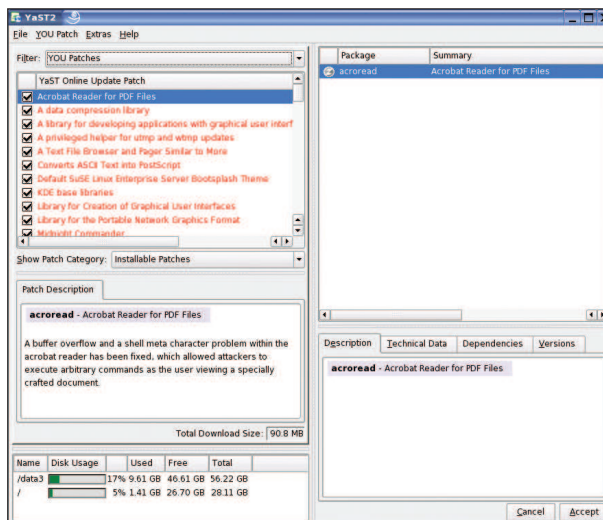 YaST2
File YOU Patch Extras Help
Filter: YOU Patches
YaST Online Update Patch
Acrobat Reader for PDF Files
A data compression library
A library for developing applications with graphical user interf
A privileged helper for utmp and wtmp updates
A Text File Browser and Pager Similar to More
Converts ASCII Text into PostScript
Default SuSE Linux Enterprise Server Bootsplash Theme
KDE base libraries
Library for Creation of Graphical User Interfaces
Library for the Portable Network Graphics Format
Midnight Commander
Show Patch Category: Installable Patches
Patch Description
acroread - Acrobat Reader for PDF Files
A buffer overflow and a shell meta character problem within the
acrobat reader has been fixed, which allowed attackers to
execute arbitrary commands as the user viewing a specially
crafted document.
Total Download Size: 90.8 MB
Name Disk Usage Used Free Total
/data3 17% 9.61 GB 46.61 GB 56.22 GB
/ 5% 1.41 GB 26.70 GB 28.11 GB
Package Summary
acroread Acrobat Reader for PDF Files
Description Technical Data Dependencies Versions
acroread - Acrobat Reader for PDF Files
Cancel Accept